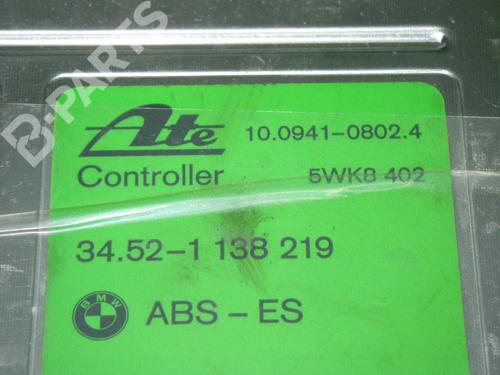 B-PARTS
Ate 10.0941-0802.4
Controller 5WK8 402
34.52-1 138 219
BMW ABS - ES